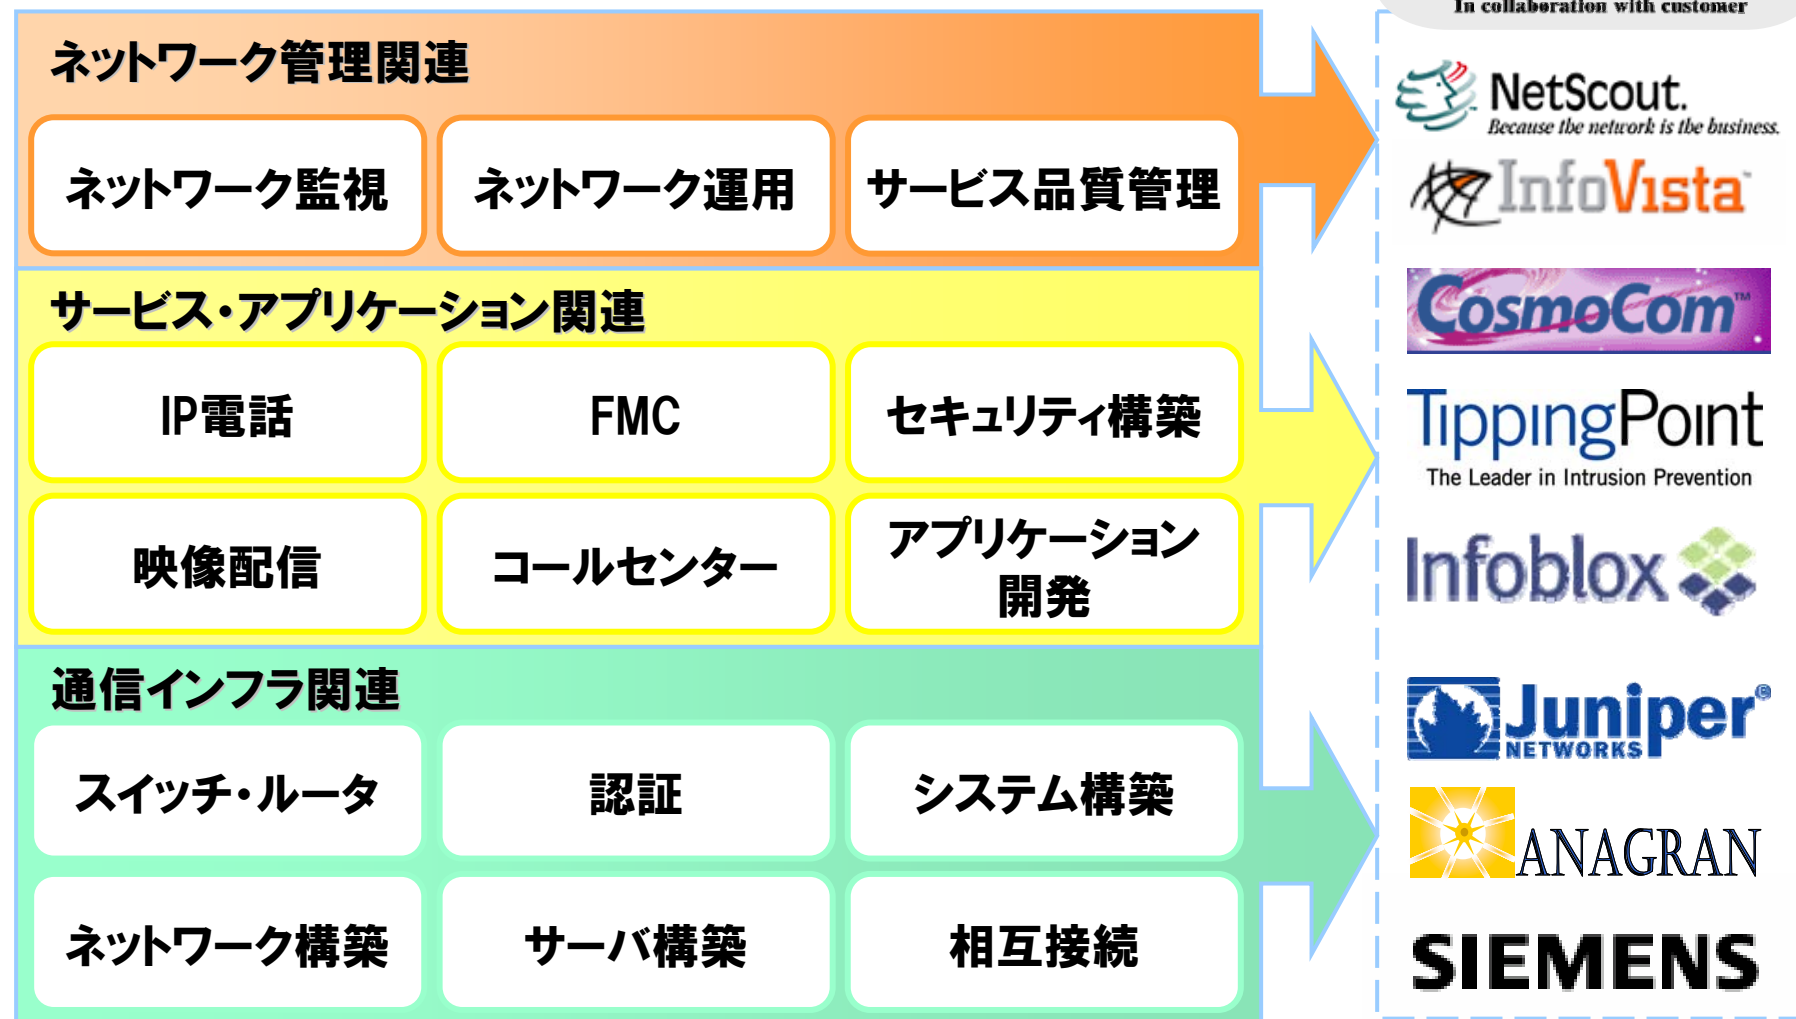 In collaboration with customer
ネットワーク管理関連
ネットワーク監視
ネットワーク運用
サービス品質管理
サービス・アプリケーション関連
IP電話
FMC
セキュリティ構築
映像配信
コールセンター
アプリケーション
開発
通信インフラ関連
スイッチ・ルータ
認証
システム構築
ネットワーク構築
サーバ構築
相互接続
NetScout.
Because the network is the business.
InfoVista™
CosmoCom™
TippingPoint
The Leader in Intrusion Prevention
Infoblox
Juniper®
NETWORKS
ANAGRAN
SIEMENS